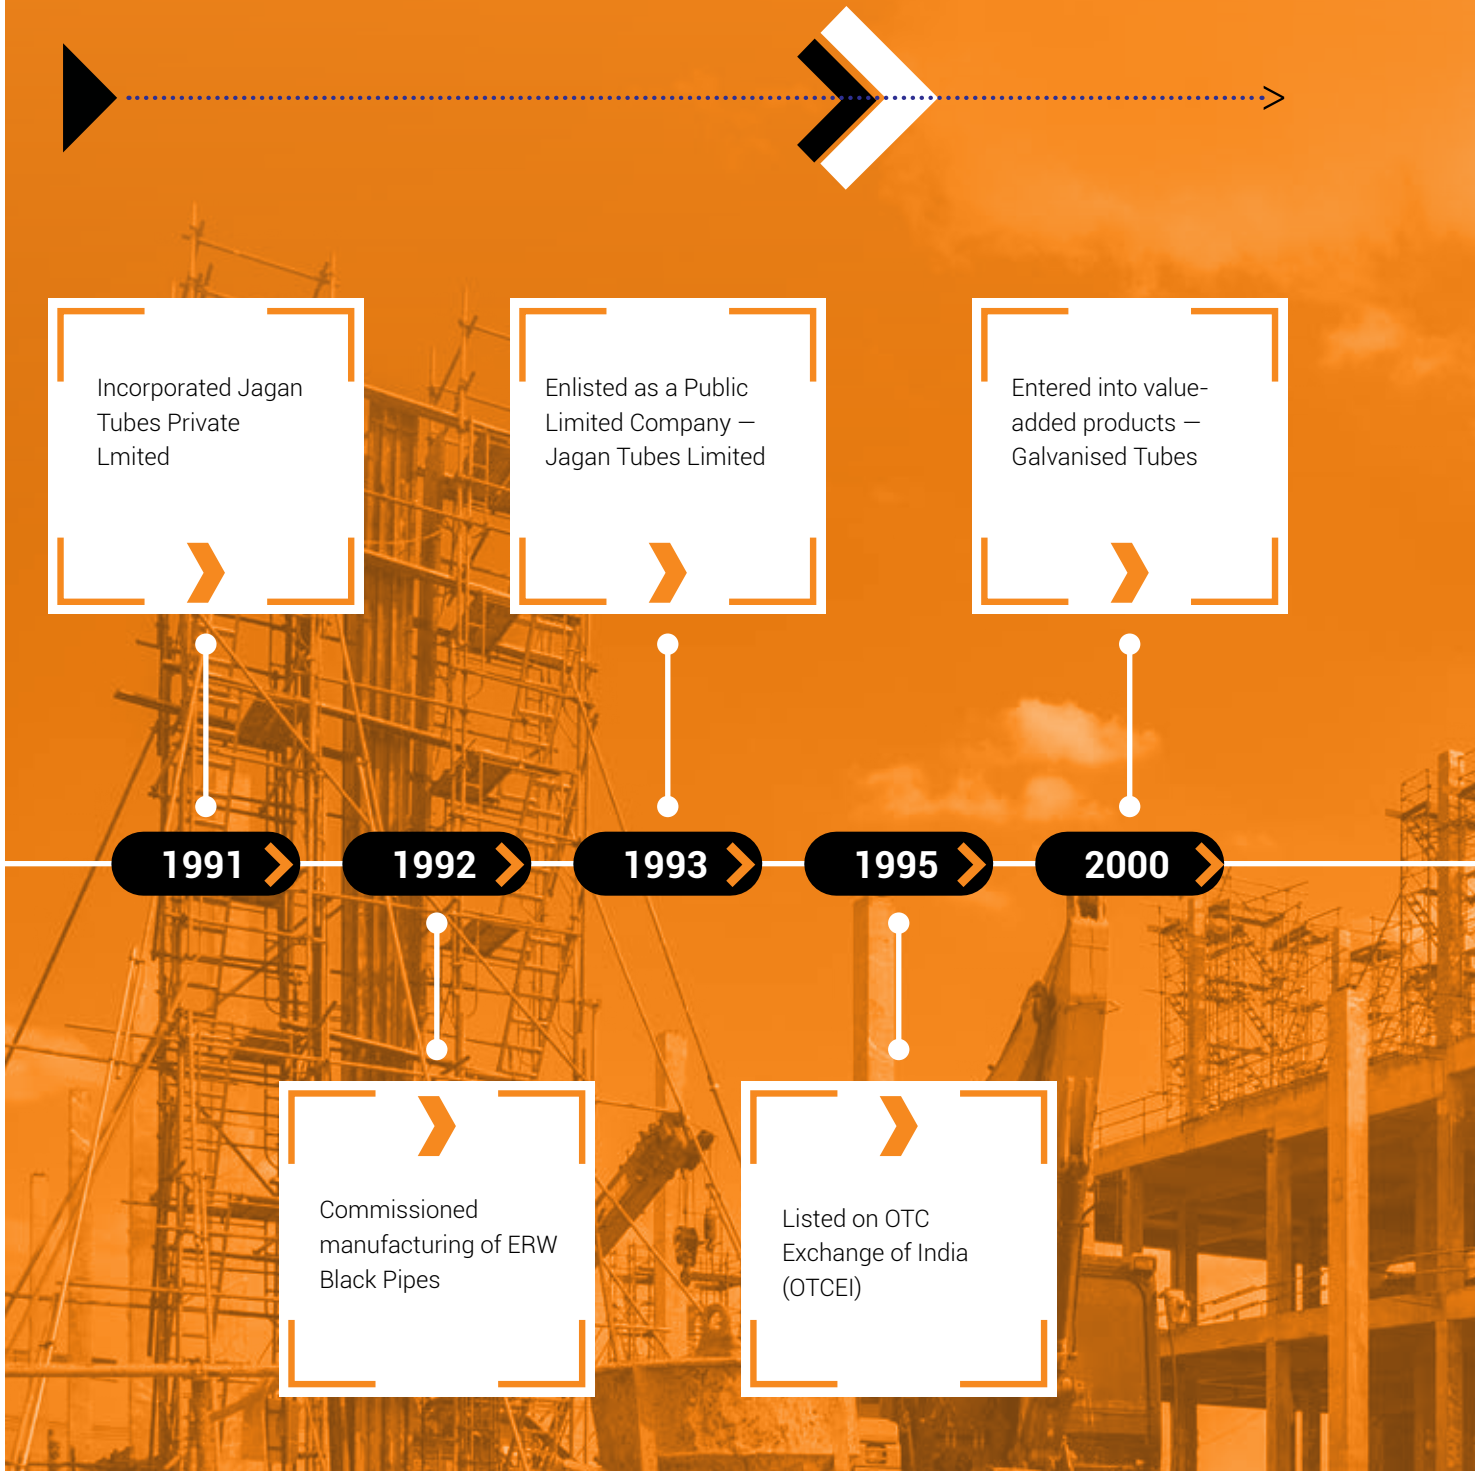 Incorporated Jagan
Tubes Private
Lmited
Enlisted as a Public
Limited Company —
Jagan Tubes Limited
Entered into value-
added products —
Galvanised Tubes
1991
1992
1993
1995
2000
Commissioned
manufacturing of ERW
Black Pipes
Listed on OTC
Exchange of India
(OTCEI)